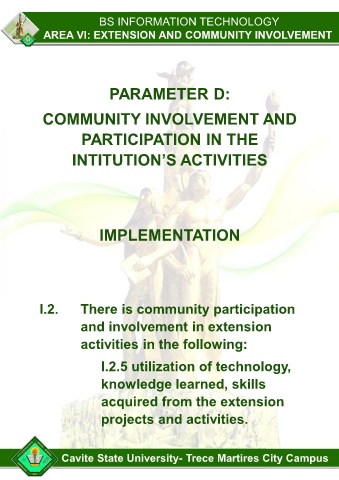 BS INFORMATION TECHNOLOGY
AREA VI: EXTENSION AND COMMUNITY INVOLVEMENT
PARAMETER D:
COMMUNITY INVOLVEMENT AND
PARTICIPATION IN THE
INTITUTION'S ACTIVITIES
IMPLEMENTATION
I.2. There is community participation
and involvement in extension
activities in the following:
I.2.5 utilization of technology,
knowledge learned, skills
acquired from the extension
projects and activities.
Cavite State University- Trece Martires City Campus